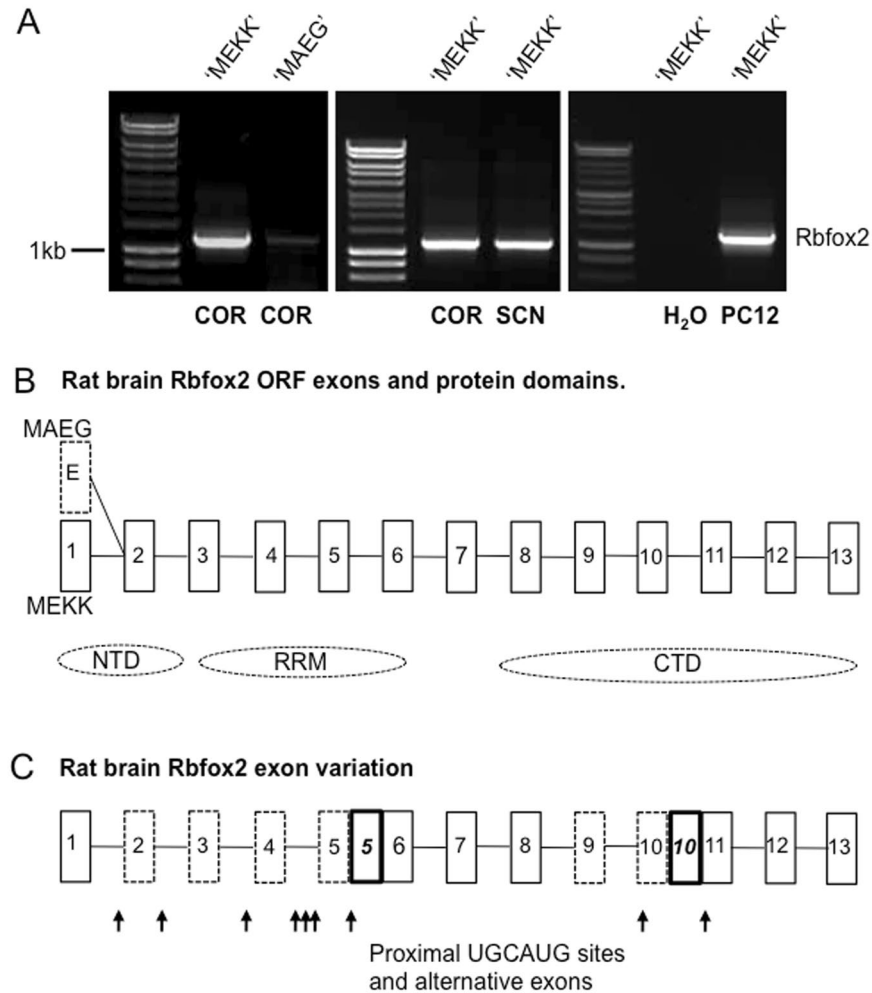 A
‘MEKK’ ‘MAEG’ ‘MEKK’ ‘MEKK’ ‘MEKK’ ‘MEKK’
1kb
Rbfox2
COR COR COR SCN H₂O PC12
B Rat brain Rbfox2 ORF exons and protein domains.
MAEG
E
1 2 3 4 5 6 7 8 9 10 11 12 13
MEKK
NTD RRM CTD
C Rat brain Rbfox2 exon variation
1 2 3 4 5 5 6 7 8 9 10 10 11 12 13
Proximal UGCAUG sites
and alternative exons